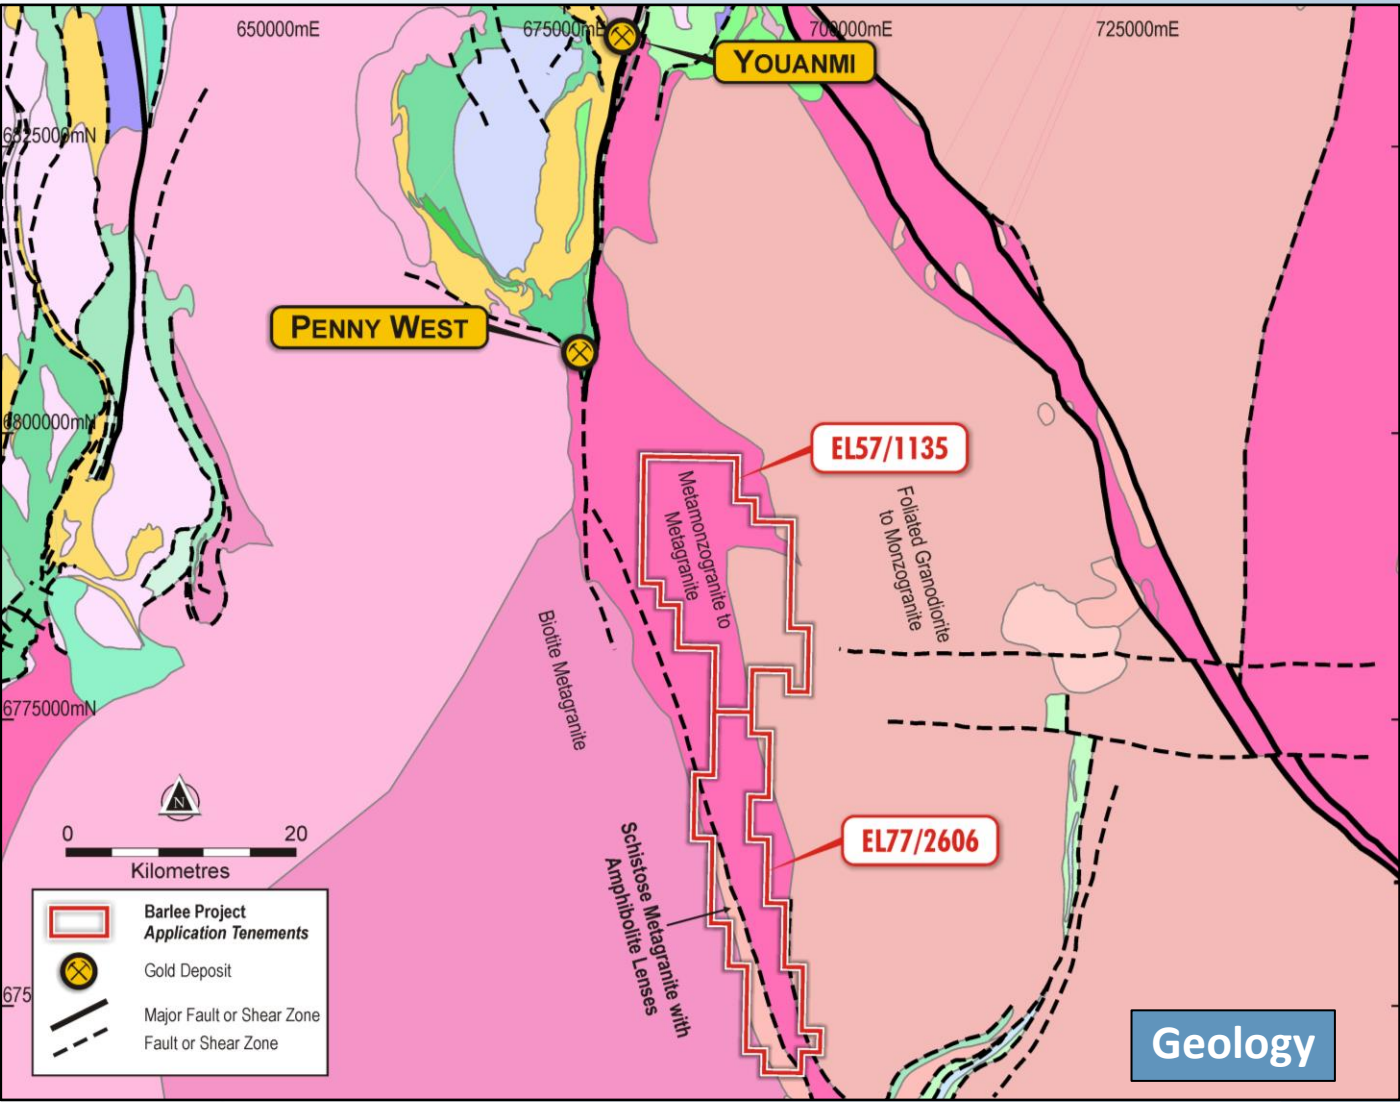 650000mE
675000mE
700000mE
725000mE
YOUANMI
6825000mN
PENNY WEST
6800000mN
EL57/1135
Metamonzogranite to
Metagranite
Foliated Granodiorite
to Monzogranite
Biotite Metagranite
6775000mN
N
0 20
Kilometres
EL77/2606
Schistose Metagranite with
Amphibolite Lenses
Barlee Project
Application Tenements
Gold Deposit
Major Fault or Shear Zone
Fault or Shear Zone
675
Geology